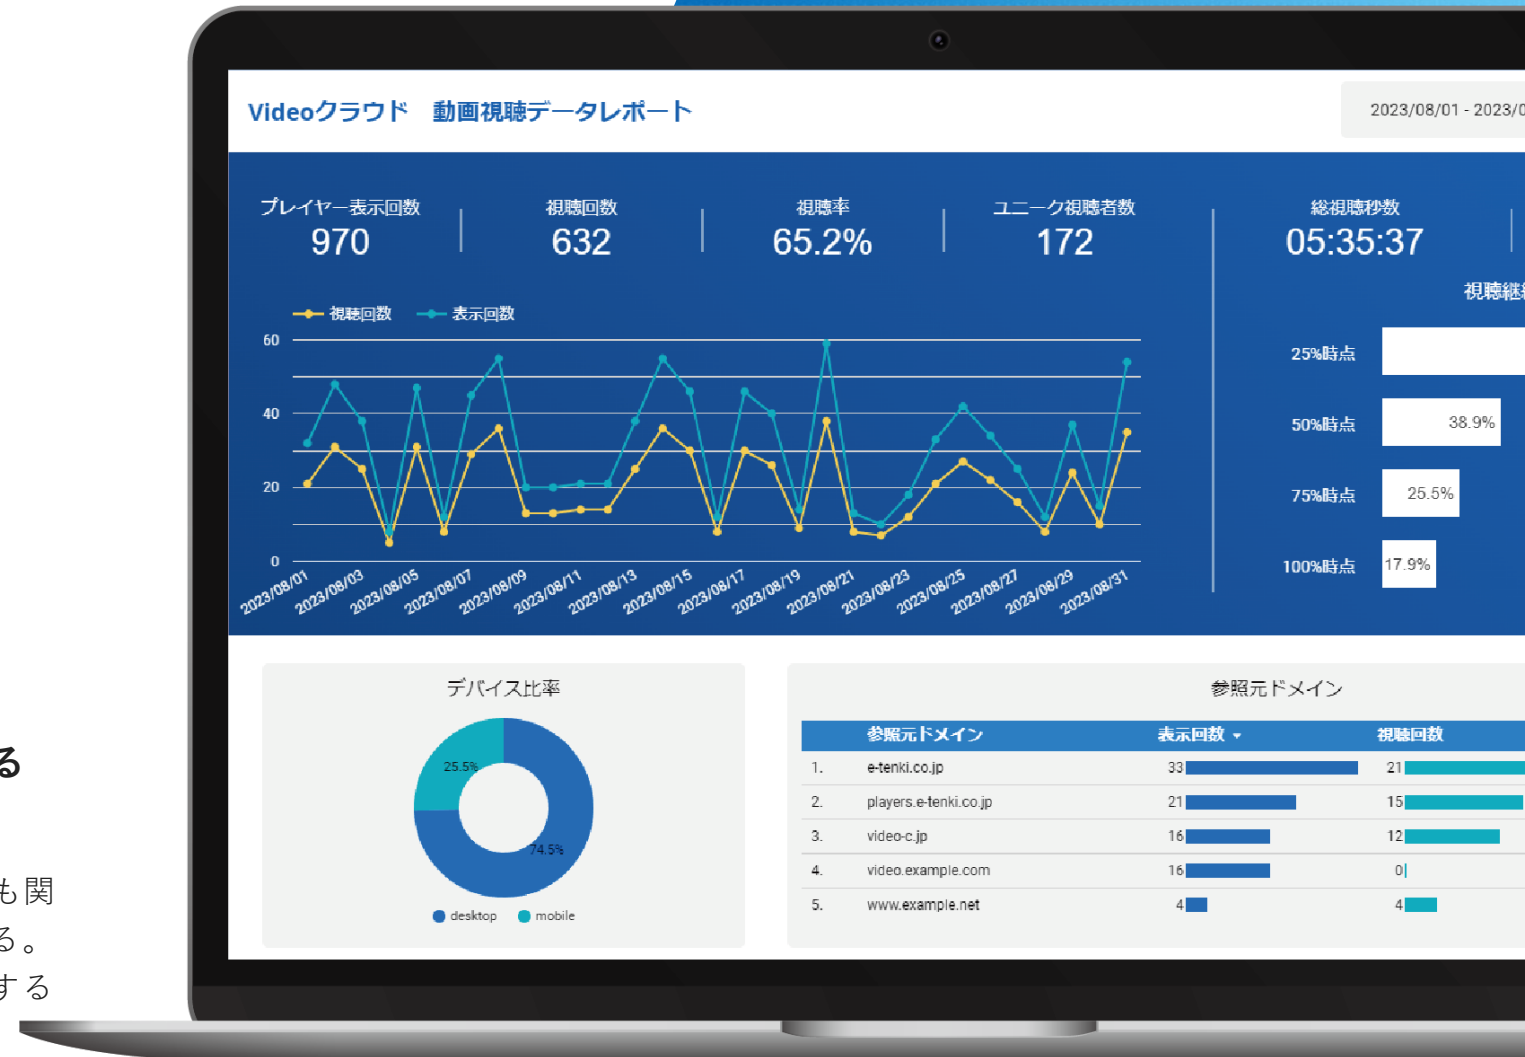 Videoクラウド 動画視聴データレポート
2023/08/01 - 2023/0
プレイヤー表示回数
970
視聴回数
632
視聴率
65.2%
ユニーク視聴者数
172
総視聴秒数
05:35:37
視聴回数
表示回数
60
40
20
0
2023/08/01
2023/08/03
2023/08/05
2023/08/07
2023/08/09
2023/08/11
2023/08/13
2023/08/15
2023/08/17
2023/08/19
2023/08/21
2023/08/23
2023/08/25
2023/08/27
2023/08/29
2023/08/31
視聴継
25%時点
50%時点 38.9%
75%時点 25.5%
100%時点 17.9%
デバイス比率
25.5%
74.5%
desktop mobile
参照元ドメイン
参照元ドメイン 表示回数 視聴回数
1. e-tenki.co.jp 33 21
2. players.e-tenki.co.jp 21 15
3. video-c.jp 16 12
4. video.example.com 16 0
5. www.example.net 4 4
る
も関
る。
する